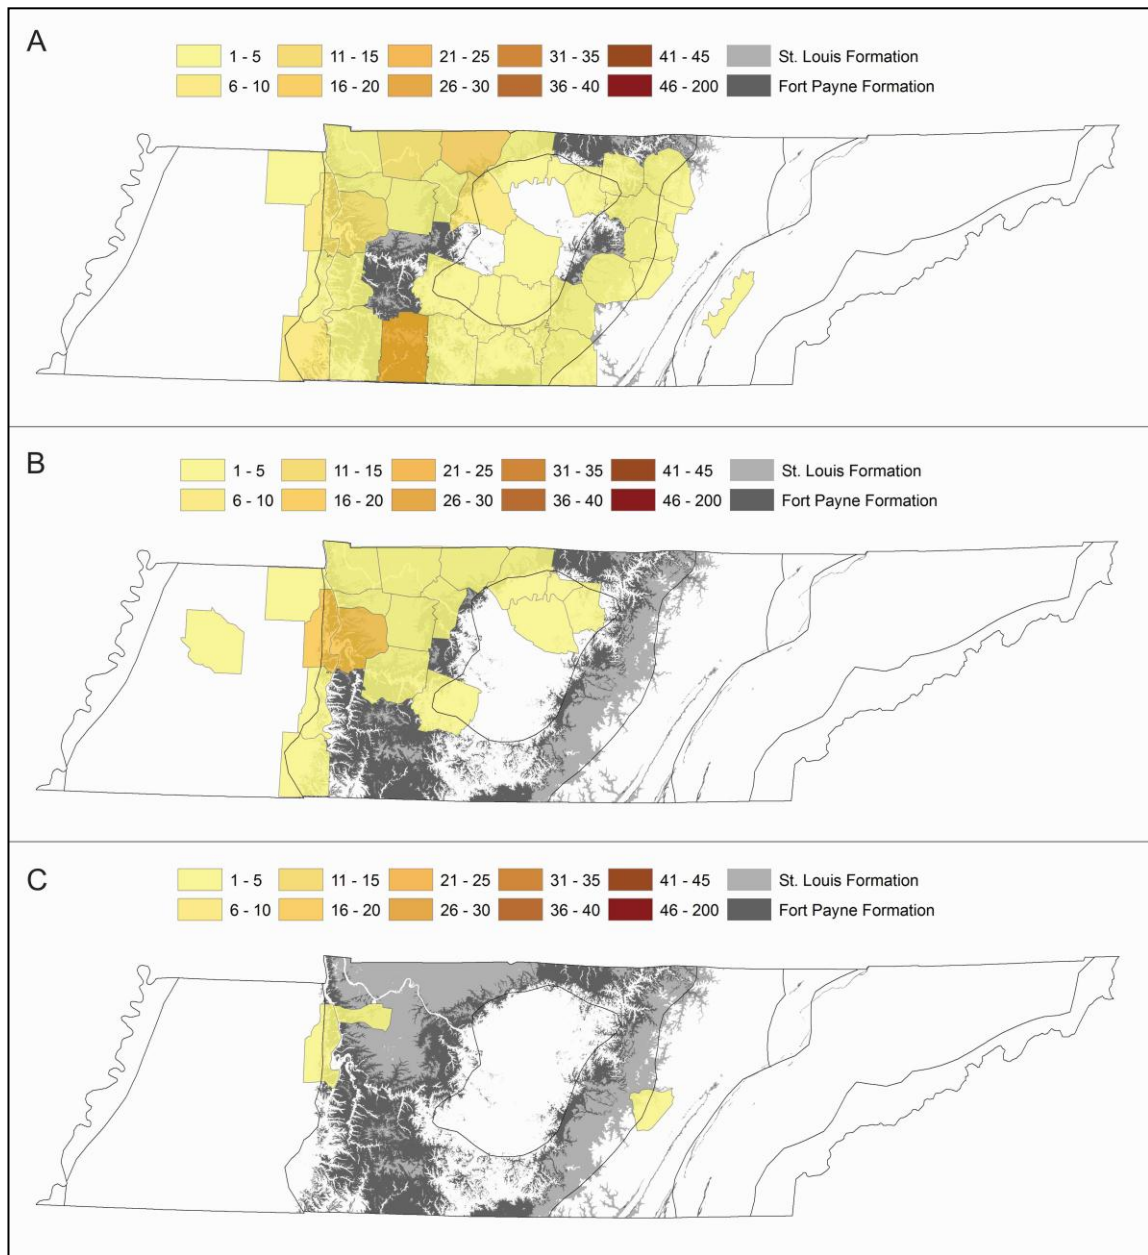 A
1 - 5 11 - 15 21 - 25 31 - 35 41 - 45 St. Louis Formation
6 - 10 16 - 20 26 - 30 36 - 40 46 - 200 Fort Payne Formation
B
1 - 5 11 - 15 21 - 25 31 - 35 41 - 45 St. Louis Formation
6 - 10 16 - 20 26 - 30 36 - 40 46 - 200 Fort Payne Formation
C
1 - 5 11 - 15 21 - 25 31 - 35 41 - 45 St. Louis Formation
6 - 10 16 - 20 26 - 30 36 - 40 46 - 200 Fort Payne Formation